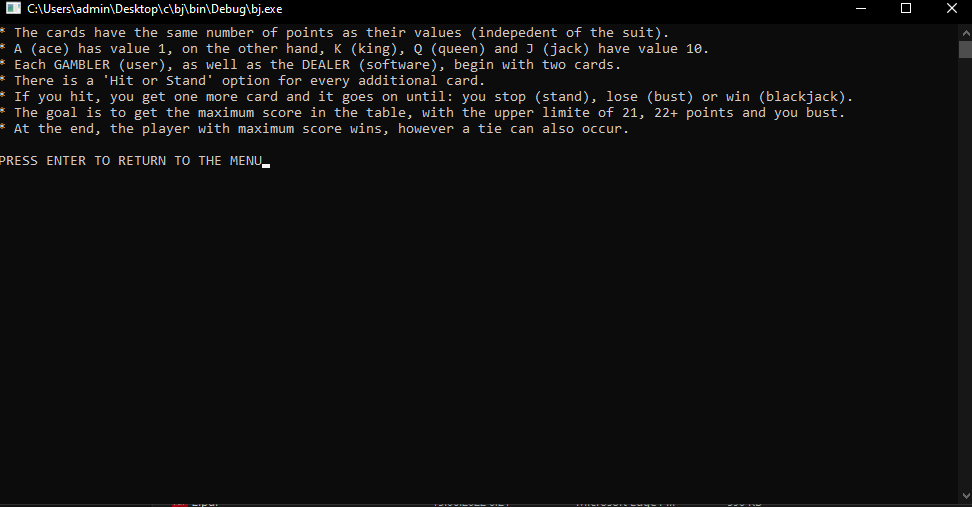 C:\Users\admin\Desktop\c\bj\bin\Debug\bj.exe
* The cards have the same number of points as their values (indepedent of the suit).
* A (ace) has value 1, on the other hand, K (king), Q (queen) and J (jack) have value 10.
* Each GAMBLER (user), as well as the DEALER (software), begin with two cards.
* There is a 'Hit or Stand' option for every additional card.
* If you hit, you get one more card and it goes on until: you stop (stand), lose (bust) or win (blackjack).
* The goal is to get the maximum score in the table, with the upper limite of 21, 22+ points and you bust.
* At the end, the player with maximum score wins, however a tie can also occur.
PRESS ENTER TO RETURN TO THE MENU